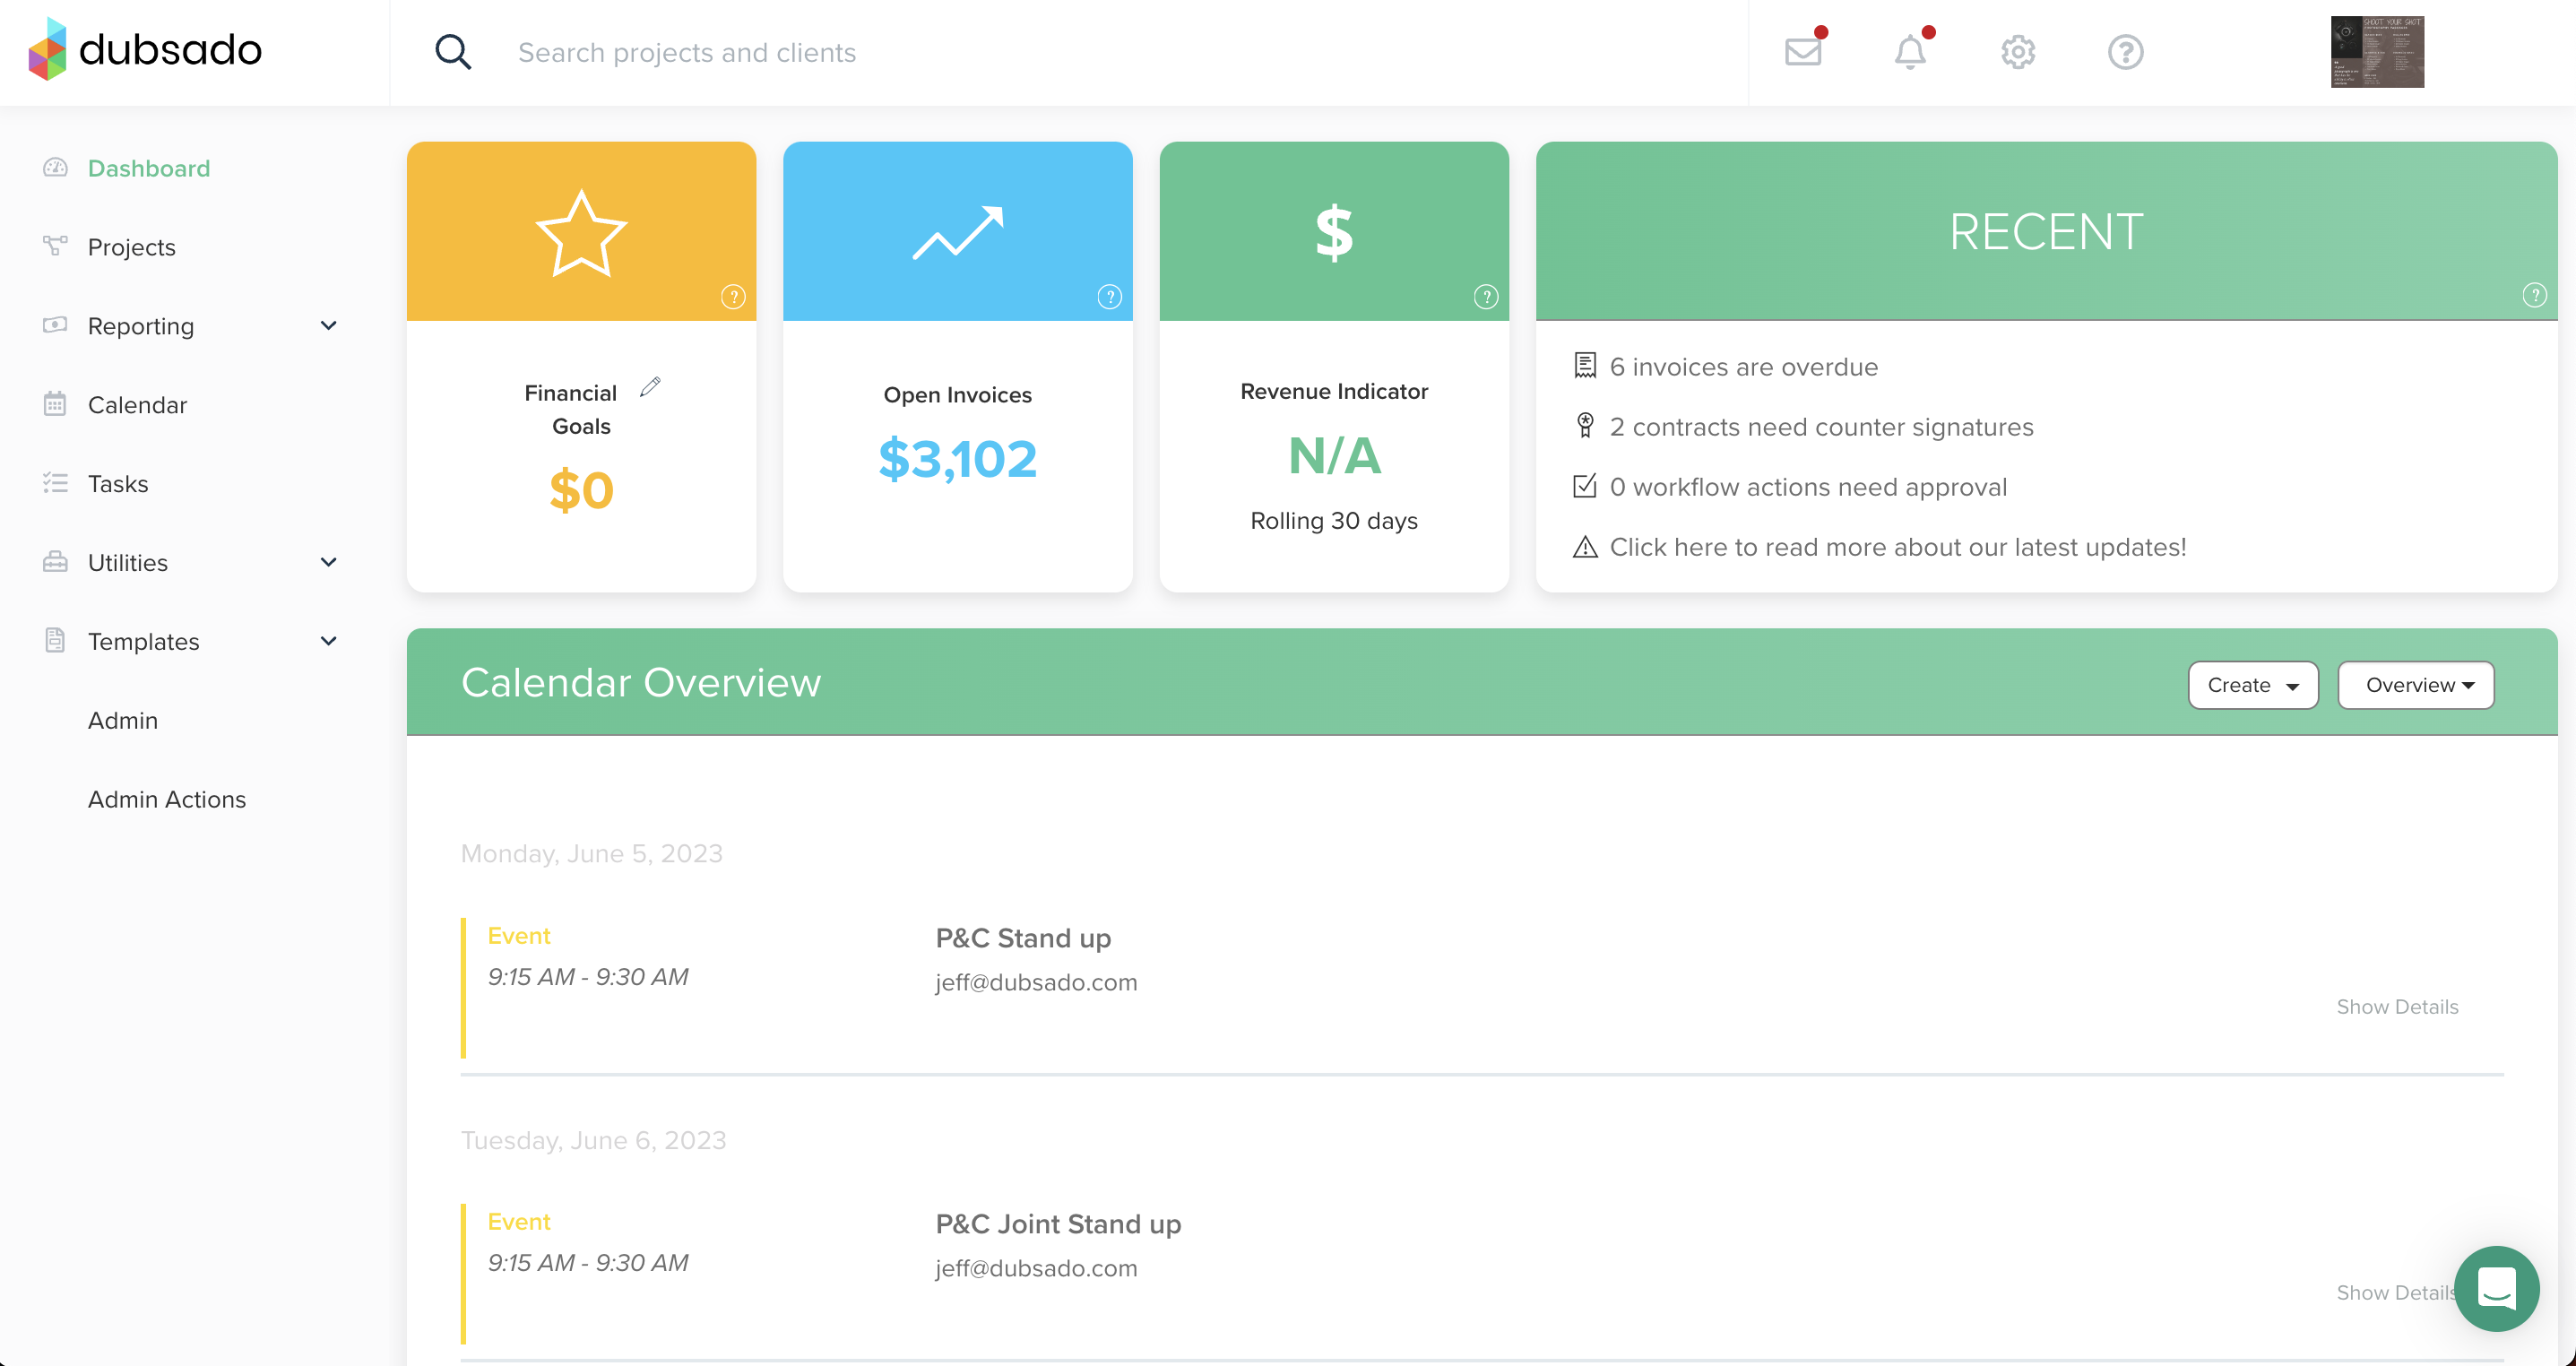 dubsado
Search projects and clients
SHOOT YOUR SHOT
Dashboard
Projects
Reporting
Calendar
Tasks
Utilities
Templates
Admin
Admin Actions
?
Financial
Goals
$0
?
Open Invoices
$3,102
$
?
Revenue Indicator
N/A
Rolling 30 days
RECENT
?
6 invoices are overdue
2 contracts need counter signatures
0 workflow actions need approval
Click here to read more about our latest updates!
Calendar Overview
Create
Overview
Monday, June 5, 2023
Event
9:15 AM - 9:30 AM
P&C Stand up
jeff@dubsado.com
Show Details
Tuesday, June 6, 2023
Event
9:15 AM - 9:30 AM
P&C Joint Stand up
jeff@dubsado.com
Show Details